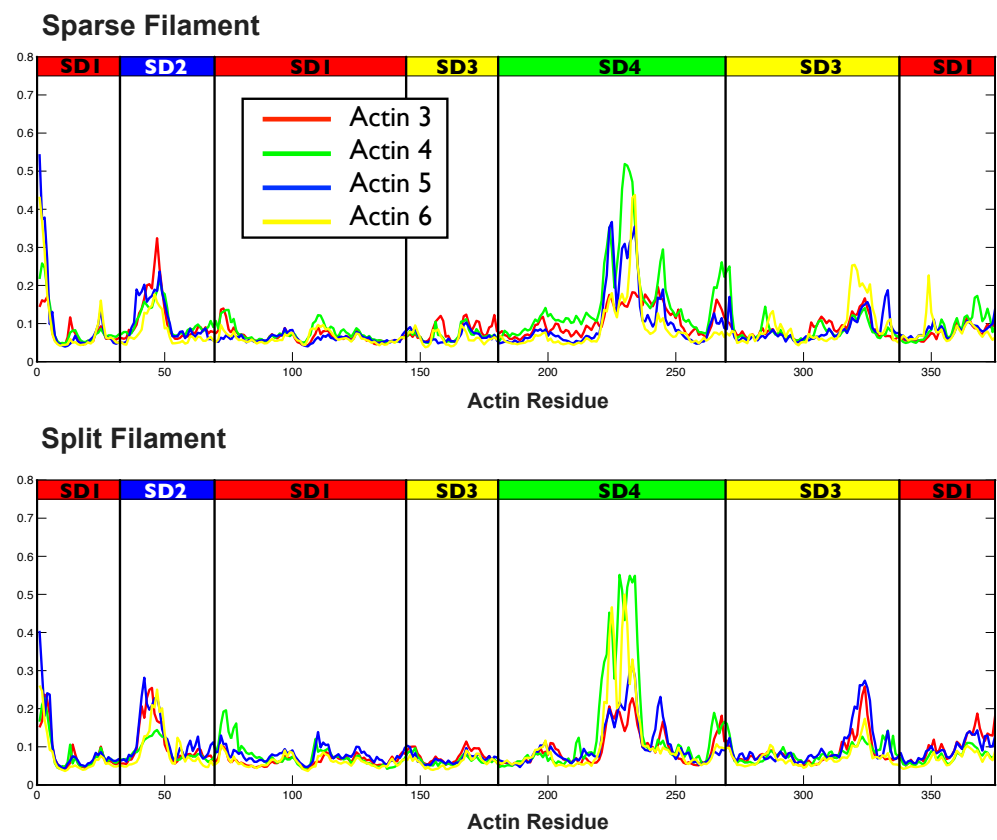 Sparse Filament
0.8
SD1 SD2 SD1 SD3 SD4 SD3 SD1
0.7
0.6
0.5
0.4
0.3
0.2
0.1
0
Actin 3
Actin 4
Actin 5
Actin 6
0 50 100 150 200 250 300 350
Actin Residue
Split Filament
0.8
SD1 SD2 SD1 SD3 SD4 SD3 SD1
0.7
0.6
0.5
0.4
0.3
0.2
0.1
0
0 50 100 150 200 250 300 350
Actin Residue